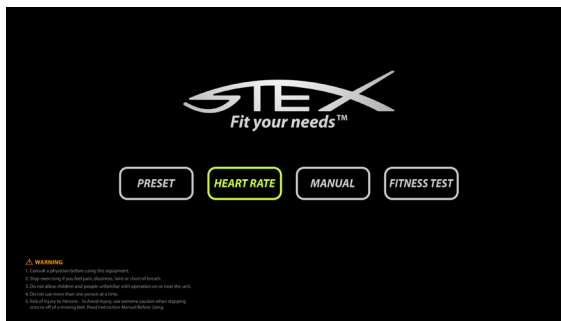 STEX
Fit your needs™
PRESET
HEART RATE
MANUAL
FITNESS TEST
WARNING
1. Consult a physician before using this equipment.
2. Stop exercising if you feel pain, dizziness, faint or short of breath.
3. Do not allow children and people unfamiliar with operation on or near the unit.
4. Do not use more than one person at a time.
5. Risk of Injury to Persons - To Avoid Injury, use extreme caution when stepping
onto or off of a moving belt. Read Instruction Manual Before Using.